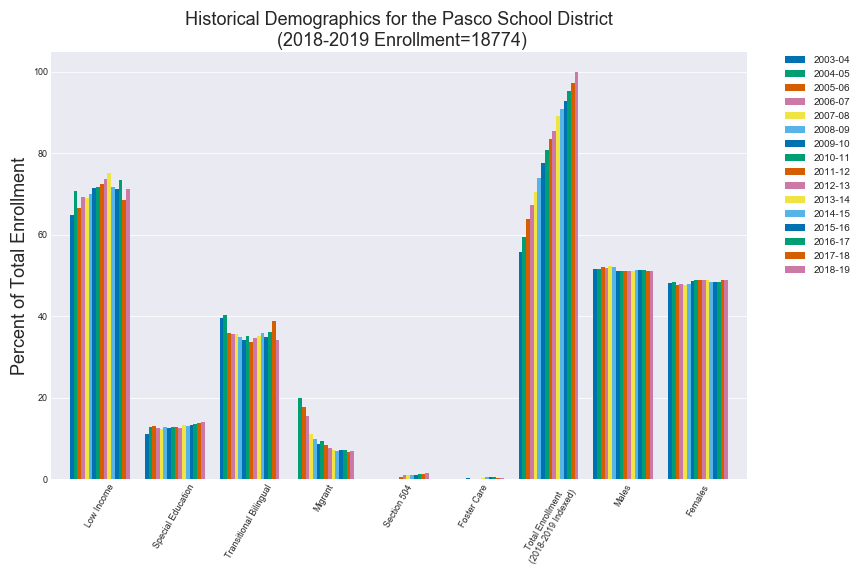 Historical Demographics for the Pasco School District
(2018-2019 Enrollment=18774)
Percent of Total Enrollment
100
80
60
40
20
0
Low Income
Special Education
Transitional Bilingual
Migrant
Section 504
Foster Care
Total Enrollment
(2018-2019 Indexed)
Males
Females
2003-04
2004-05
2005-06
2006-07
2007-08
2008-09
2009-10
2010-11
2011-12
2012-13
2013-14
2014-15
2015-16
2016-17
2017-18
2018-19